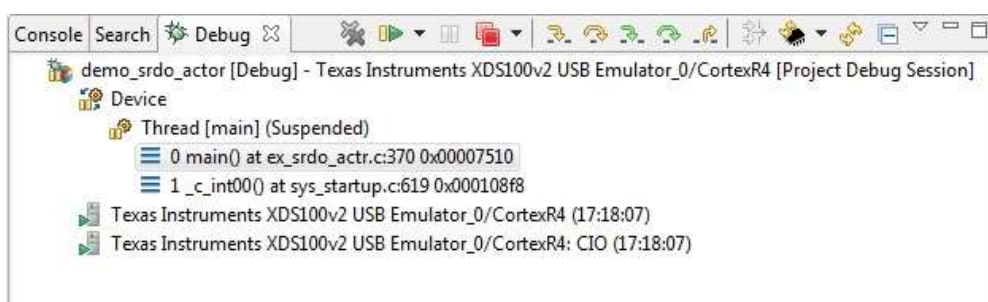 Console Search Debug
demo_srdo_actor [Debug] - Texas Instruments XDS100v2 USB Emulator_0/CortexR4 [Project Debug Session]
Device
Thread [main] (Suspended)
0 main() at ex_srdo_actr.c:370 0x00007510
1 _c_int00() at sys_startup.c:619 0x000108f8
Texas Instruments XDS100v2 USB Emulator_0/CortexR4 (17:18:07)
Texas Instruments XDS100v2 USB Emulator_0/CortexR4: CIO (17:18:07)